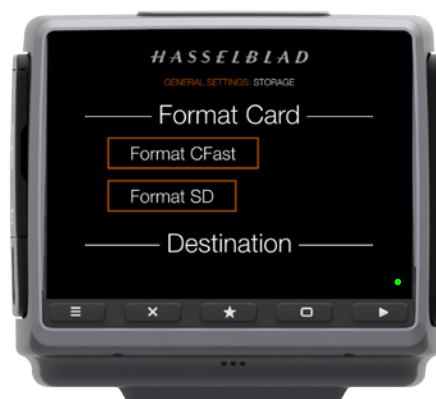 HASSELBLAD
GENERAL SETTINGS: STORAGE
Format Card
Format CFast
Format SD
Destination